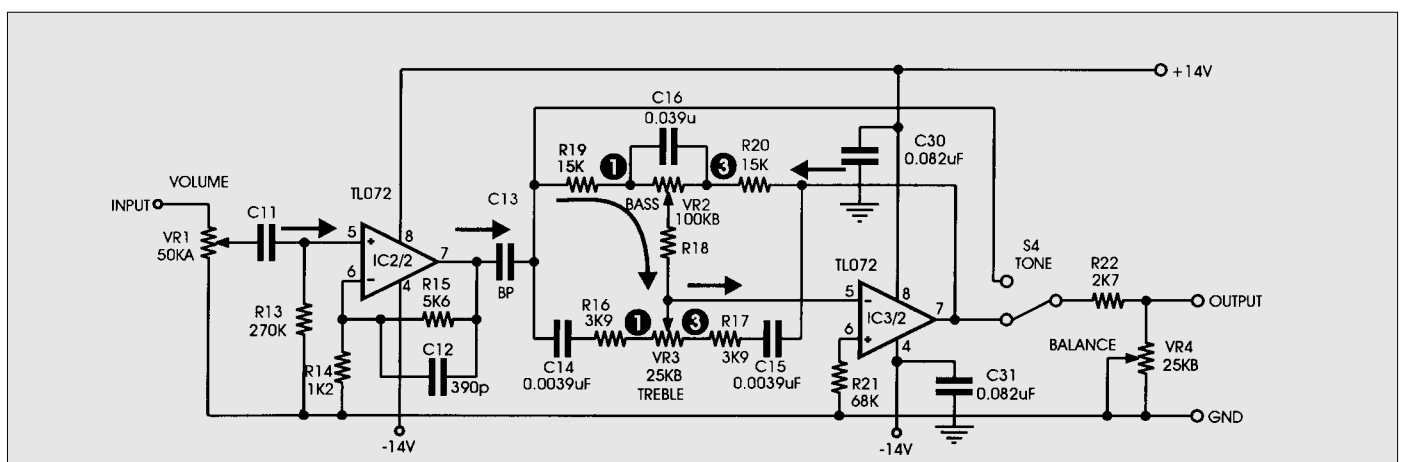 +14V
C16
0.039u
R19
15K
1
3
R20
15K
C30
0.082uF
VOLUME
TL072
C13
INPUT
C11
VR1
50KA
5
+
8
IC2/2
7
6
-
4
BP
BASS
VR2
100KB
R18
S4
TONE
TL072
R15
5K6
R13
270K
R16
3K9
1
3
R17
3K9
5
-
8
IC3/2
7
6
+
4
R22
2K7
OUTPUT
R14
1K2
C12
390p
C14
0.0039uF
VR3
25KB
TREBLE
C15
0.0039uF
R21
68K
C31
0.082uF
BALANCE
VR4
25KB
GND
-14V
-14V